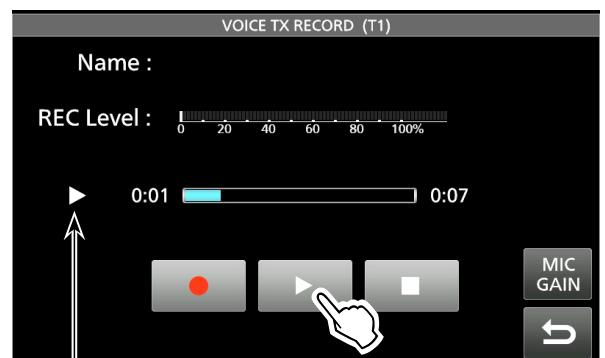 VOICE TX RECORD (T1)
Name :
REC Level :
0 20 40 60 80 100%
0:01 0:07
MIC
GAIN